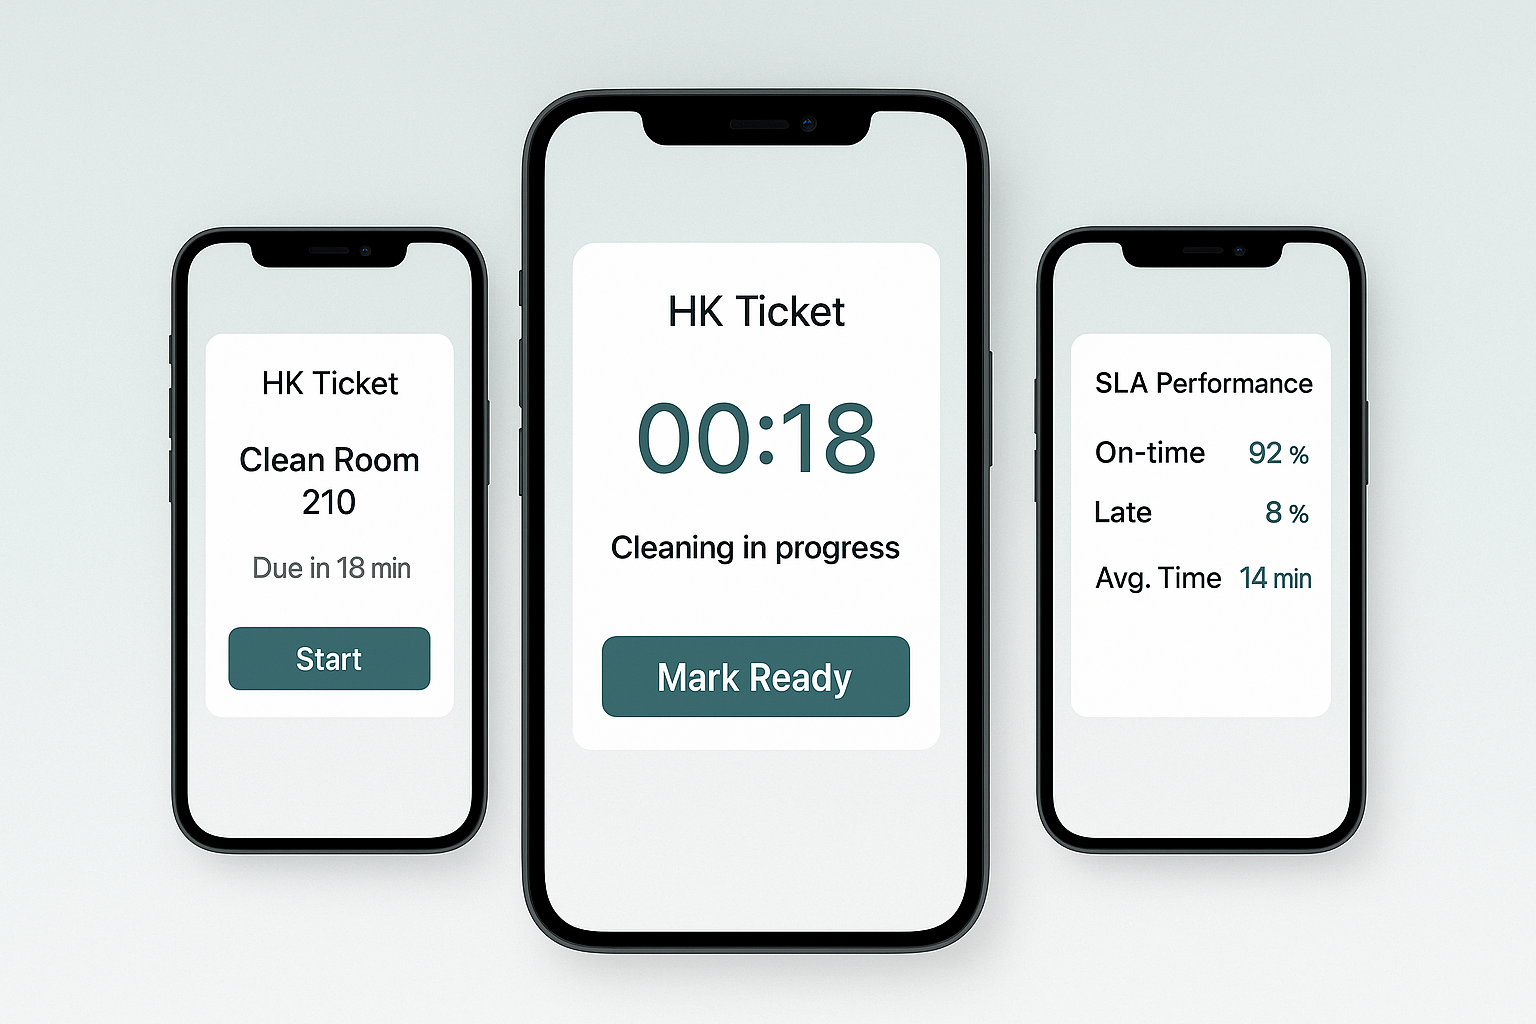 HK Ticket
Clean Room
210
Due in 18 min
Start
HK Ticket
00:18
Cleaning in progress
Mark Ready
SLA Performance
On-time 92 %
Late 8 %
Avg. Time 14 min